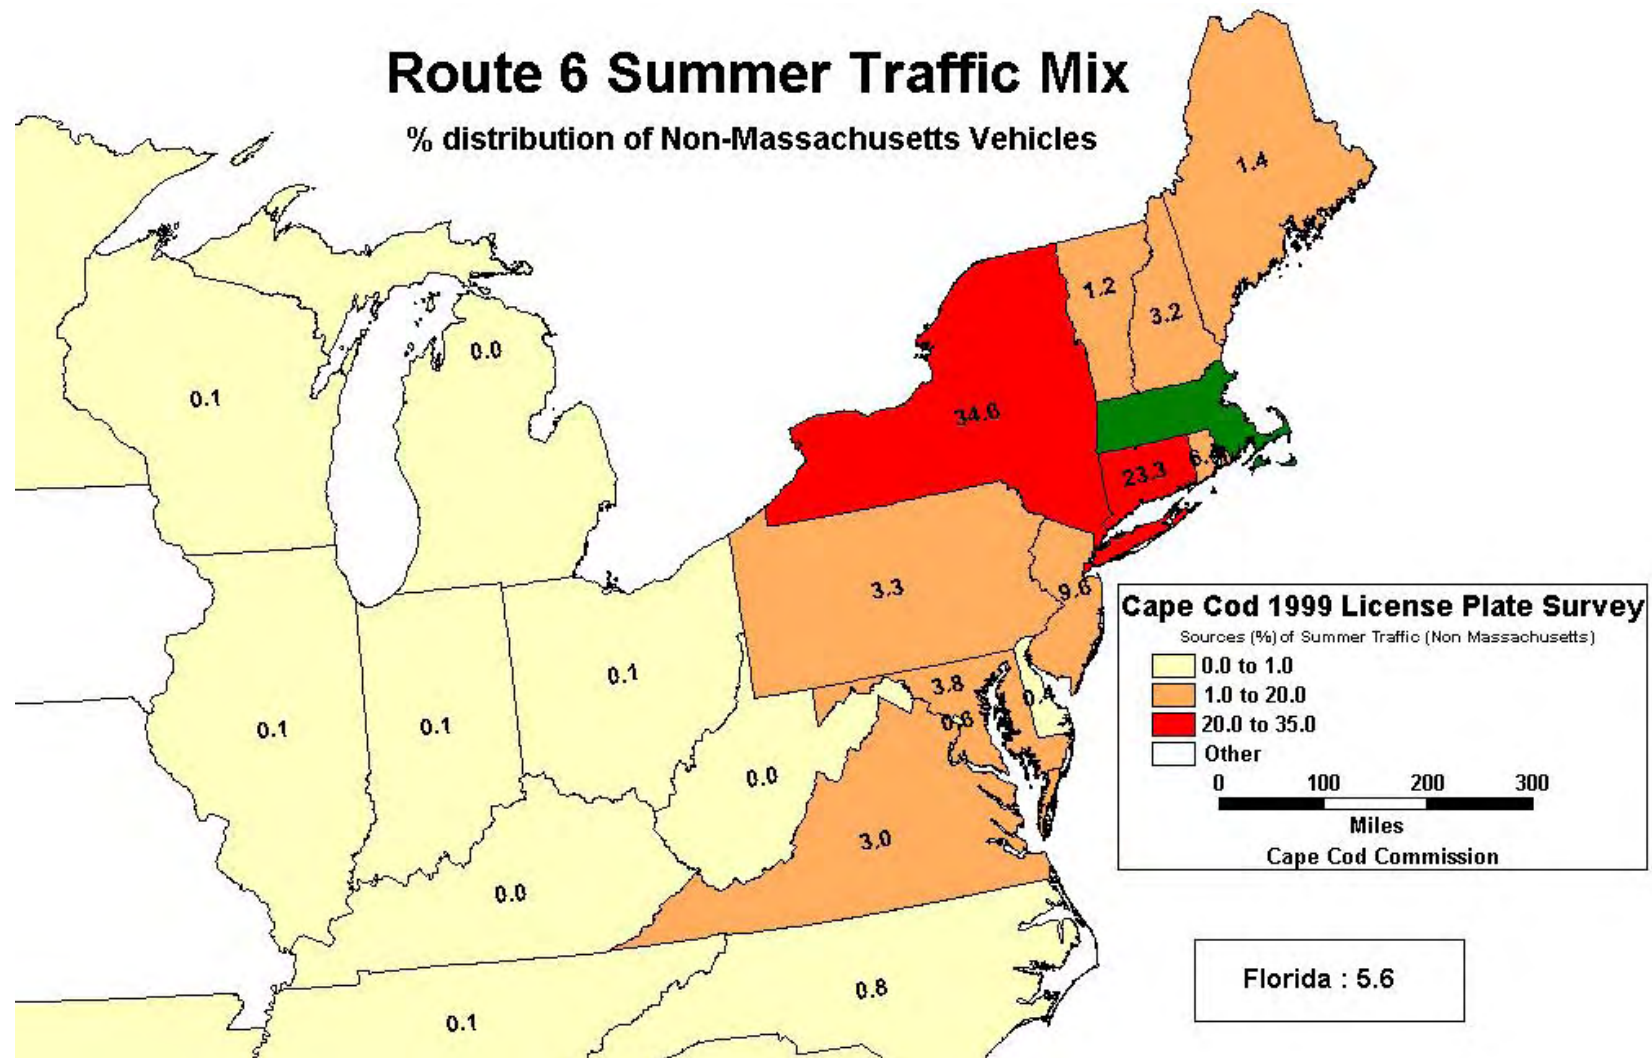 Route 6 Summer Traffic Mix
% distribution of Non-Massachusetts Vehicles
1.4
1.2
3.2
0.0
0.1
34.6
23.3
3.3
9.6
Cape Cod 1999 License Plate Survey
Sources (%) of Summer Traffic (Non Massachusetts)
0.0 to 1.0
1.0 to 20.0
20.0 to 35.0
Other
0 100 200 300
Miles
Cape Cod Commission
0.1
3.8
0.4
0.6
0.1
0.1
0.0
3.0
0.0
0.8
0.1
Florida : 5.6